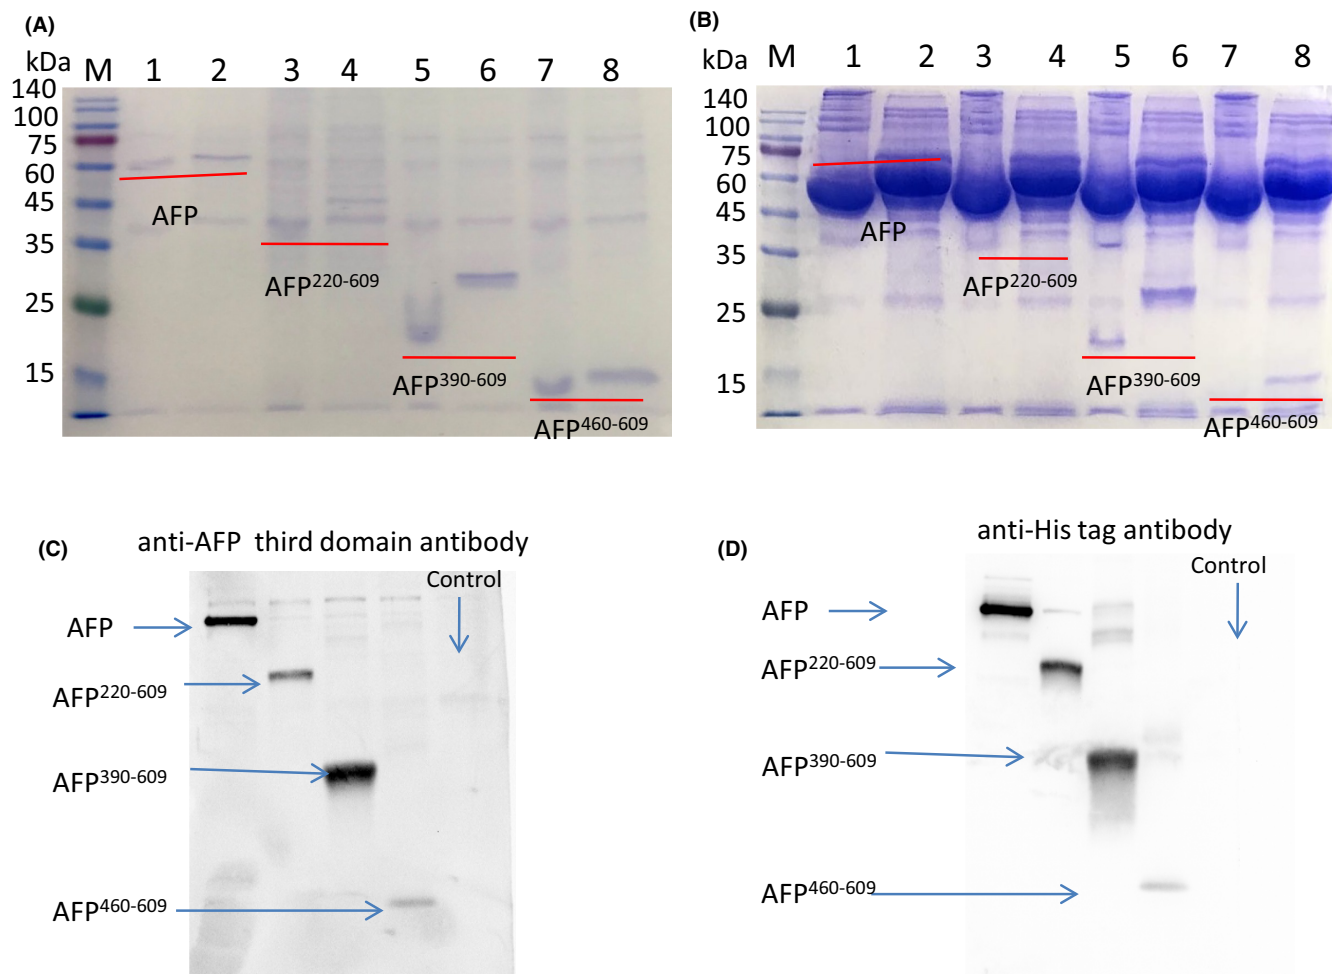 (A)
kDa M 1 2 3 4 5 6 7 8
140
100
75
60
45
35
25
15
AFP
AFP220-609
AFP390-609
AFP460-609
(B)
kDa M 1 2 3 4 5 6 7 8
140
100
75
60
45
35
25
15
AFP
AFP220-609
AFP390-609
AFP460-609
(C)
anti-AFP third domain antibody
Control
AFP
AFP220-609
AFP390-609
AFP460-609
(D)
anti-His tag antibody
Control
AFP
AFP220-609
AFP390-609
AFP460-609